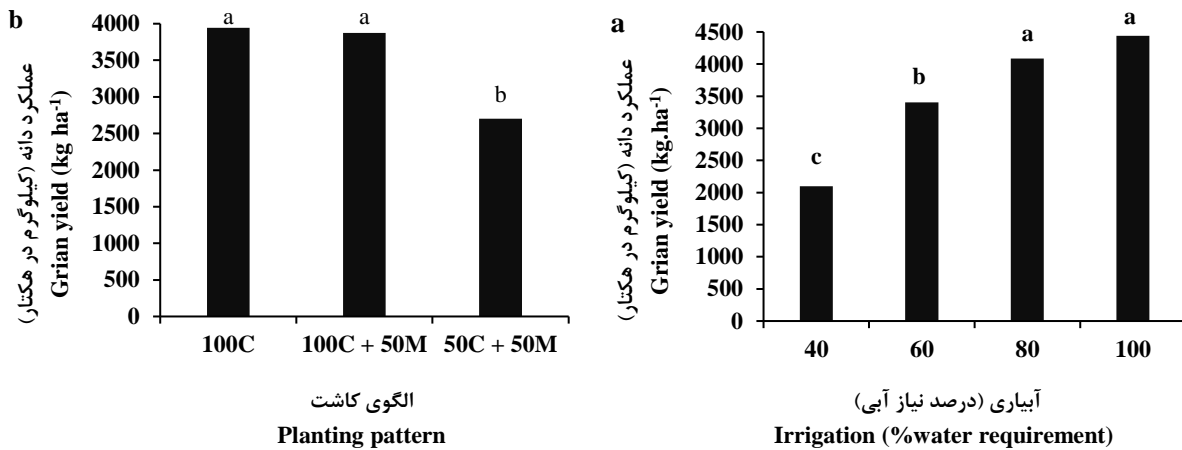 b
عملکرد دانه (کیلوگرم در هکتار)
Grian yield (kg ha-1)
4000
3500
3000
2500
2000
1500
1000
500
0
a
a
b
100C
100C + 50M
50C + 50M
الگوی کاشت
Planting pattern
a
عملکرد دانه (کیلوگرم در هکتار)
Grian yield (kg.ha-1)
4500
4000
3500
3000
2500
2000
1500
1000
500
0
c
b
a
a
40
60
80
100
آبیاری (درصد نیاز آبی)
Irrigation (%water requirement)